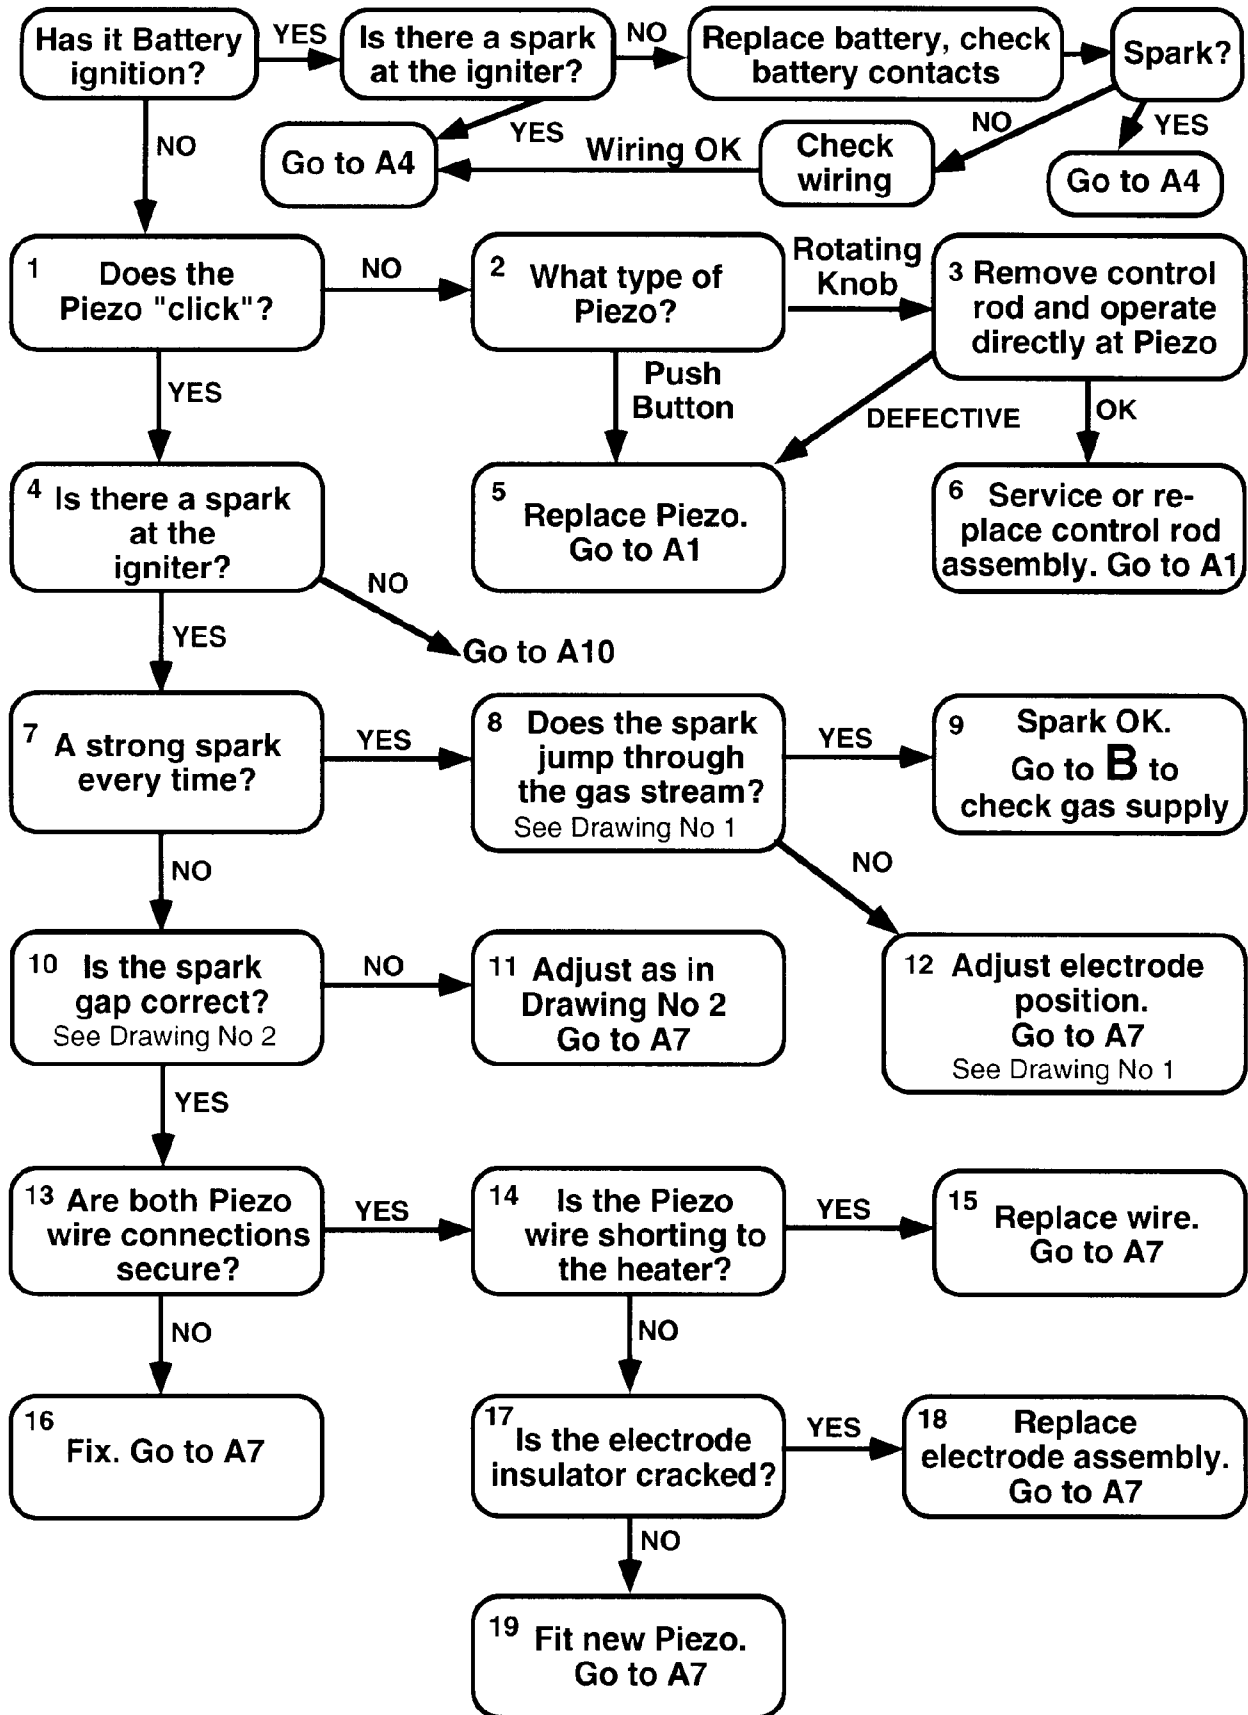 Has it Battery
ignition?
YES
Is there a spark
at the igniter?
NO
Replace battery, check
battery contacts
Spark?
NO
YES
Go to A4
Wiring OK
Check
wiring
NO
YES
Go to A4
1 Does the
Piezo "click"?
NO
2 What type of
Piezo?
Rotating
Knob
3 Remove control
rod and operate
directly at Piezo
YES
Push
Button
DEFECTIVE
OK
4 Is there a spark
at the
igniter?
5 Replace Piezo.
Go to A1
6 Service or re-
place control rod
assembly. Go to A1
NO
Go to A10
YES
7 A strong spark
every time?
YES
8 Does the spark
jump through
the gas stream?
See Drawing No 1
YES
9 Spark OK.
Go to B to
check gas supply
NO
NO
10 Is the spark
gap correct?
See Drawing No 2
NO
11 Adjust as in
Drawing No 2
Go to A7
12 Adjust electrode
position.
Go to A7
See Drawing No 1
YES
13 Are both Piezo
wire connections
secure?
YES
14 Is the Piezo
wire shorting to
the heater?
YES
15 Replace wire.
Go to A7
NO
NO
16 Fix. Go to A7
17 Is the electrode
insulator cracked?
YES
18 Replace
electrode assembly.
Go to A7
NO
19 Fit new Piezo.
Go to A7